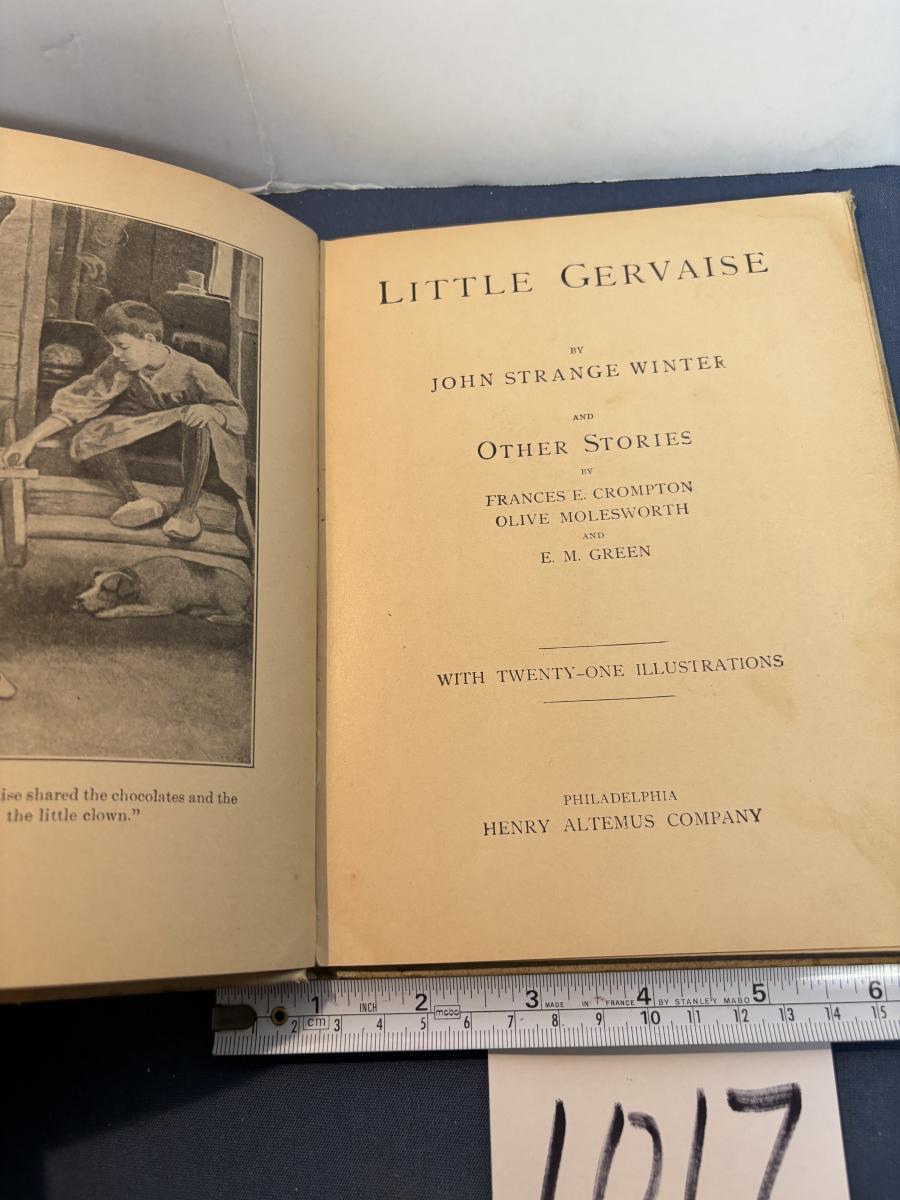 LITTLE GERVAISE
BY
JOHN STRANGE WINTER
AND
OTHER STORIES
BY
FRANCES E. CROMPTON
OLIVE MOLESWORTH
AND
E. M. GREEN
WITH TWENTY-ONE ILLUSTRATIONS
PHILADELPHIA
HENRY ALTEMUS COMPANY
ise shared the chocolates and the
the little clown."
1 INCH 2 3 MADE IN FRANCE 4 BY STANLEY MABO 5 6
mabo
2 cm 3 4 5 6 7 8 9 10 11 12 13 14 15
1017